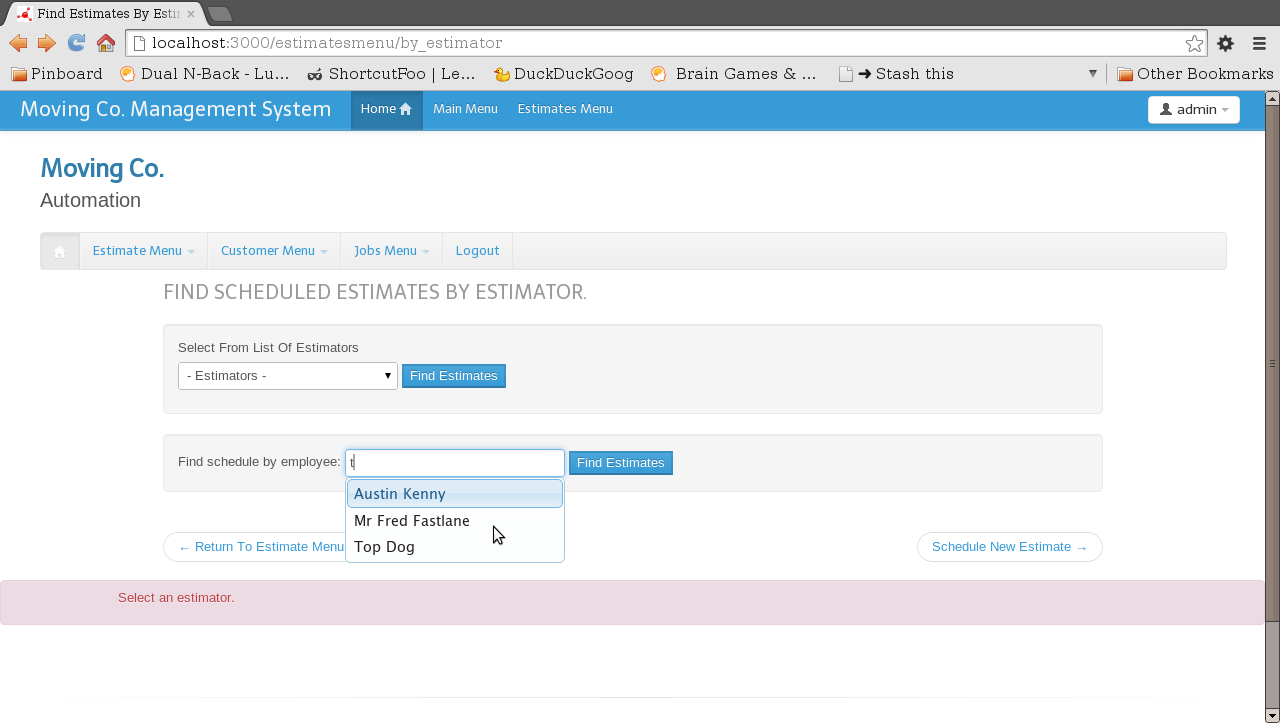 Find Estimates By Esti
localhost:3000/estimatesmenu/by_estimator
Pinboard Dual N-Back - Lu... ShortcutFoo | Le... DuckDuckGoog Brain Games & ... ➜ Stash this Other Bookmarks
Moving Co. Management System Home Main Menu Estimates Menu admin
Moving Co.
Automation
Estimate Menu Customer Menu Jobs Menu Logout
FIND SCHEDULED ESTIMATES BY ESTIMATOR.
Select From List Of Estimators
- Estimators - Find Estimates
Find schedule by employee: t Find Estimates
Austin Kenny
Mr Fred Fastlane
Top Dog
← Return To Estimate Menu Schedule New Estimate →
Select an estimator.